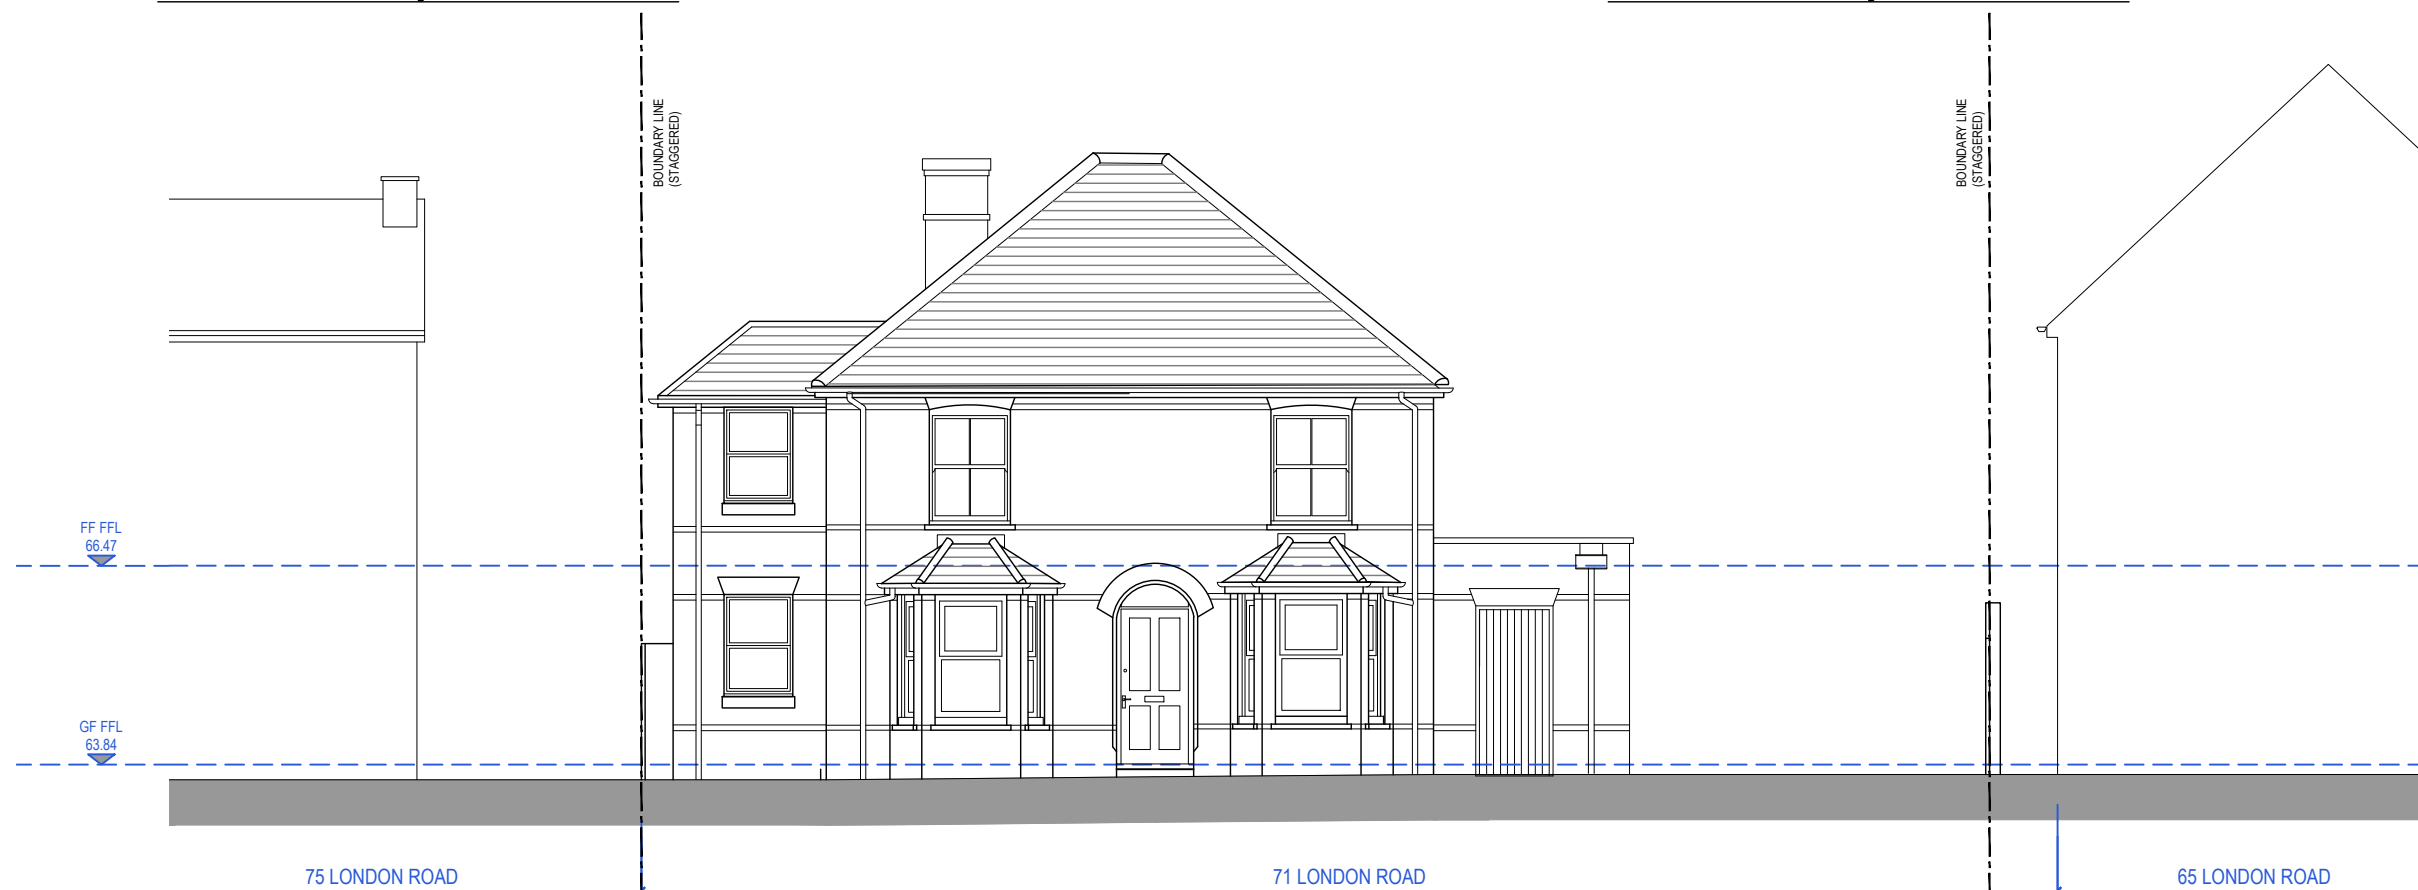 BOUNDARY LINE
(STAGGERED)
BOUNDARY LINE
(STAGGERED)
FF FFL
66.47
GF FFL
63.84
75 LONDON ROAD
71 LONDON ROAD
65 LONDON ROAD